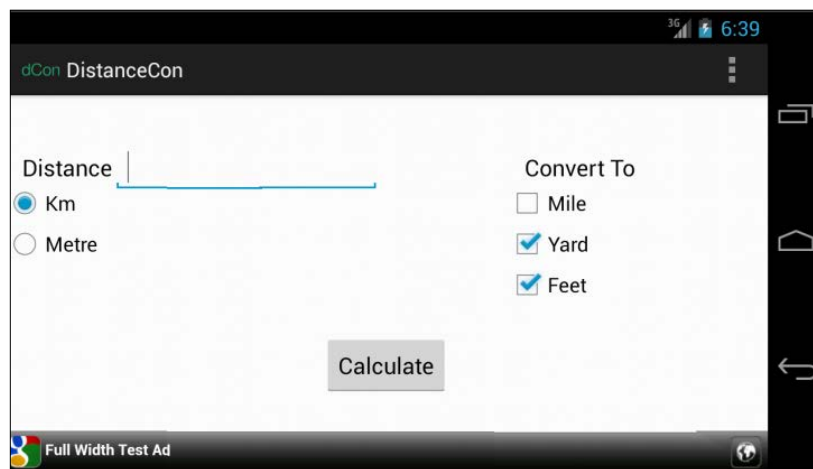 3G 6:39
dCon DistanceCon
Distance Convert To
Km Mile
Metre Yard
Feet
Calculate
Full Width Test Ad